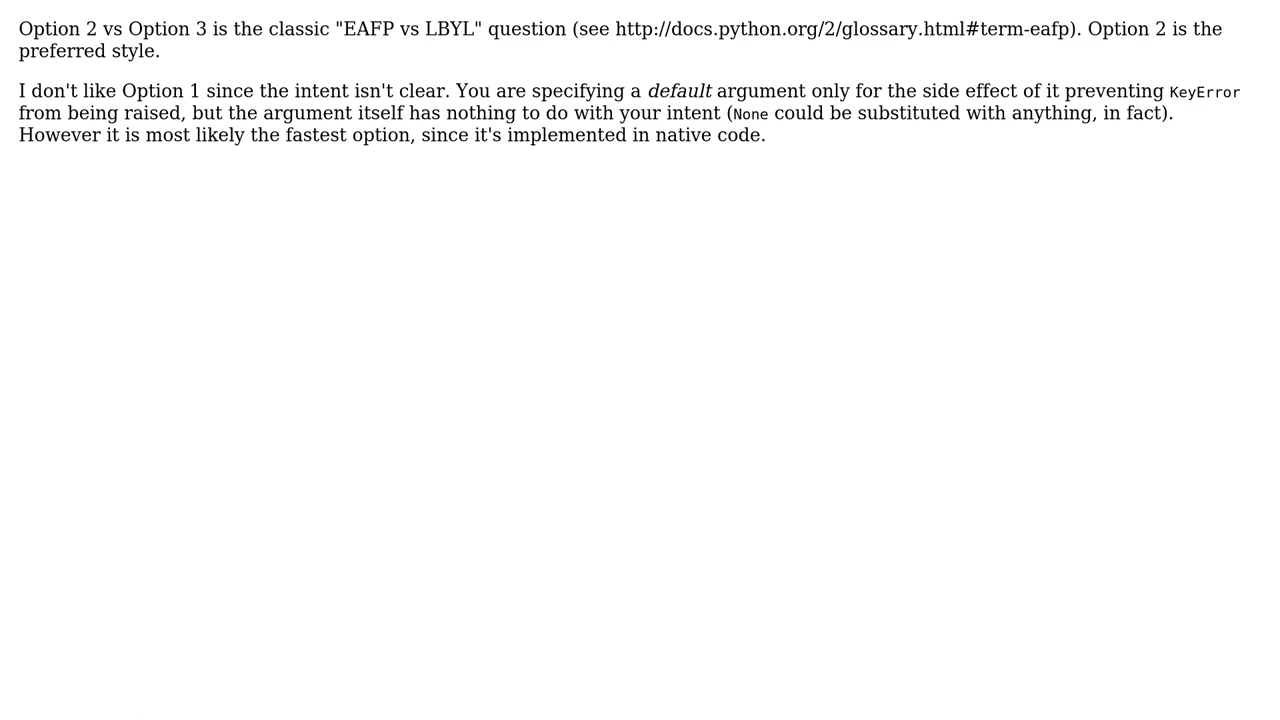 Option 2 vs Option 3 is the classic "EAFP vs LBYL" question (see http://docs.python.org/2/glossary.html#term-eafp). Option 2 is the
preferred style.
I don't like Option 1 since the intent isn't clear. You are specifying a default argument only for the side effect of it preventing KeyError
from being raised, but the argument itself has nothing to do with your intent (None could be substituted with anything, in fact).
However it is most likely the fastest option, since it's implemented in native code.